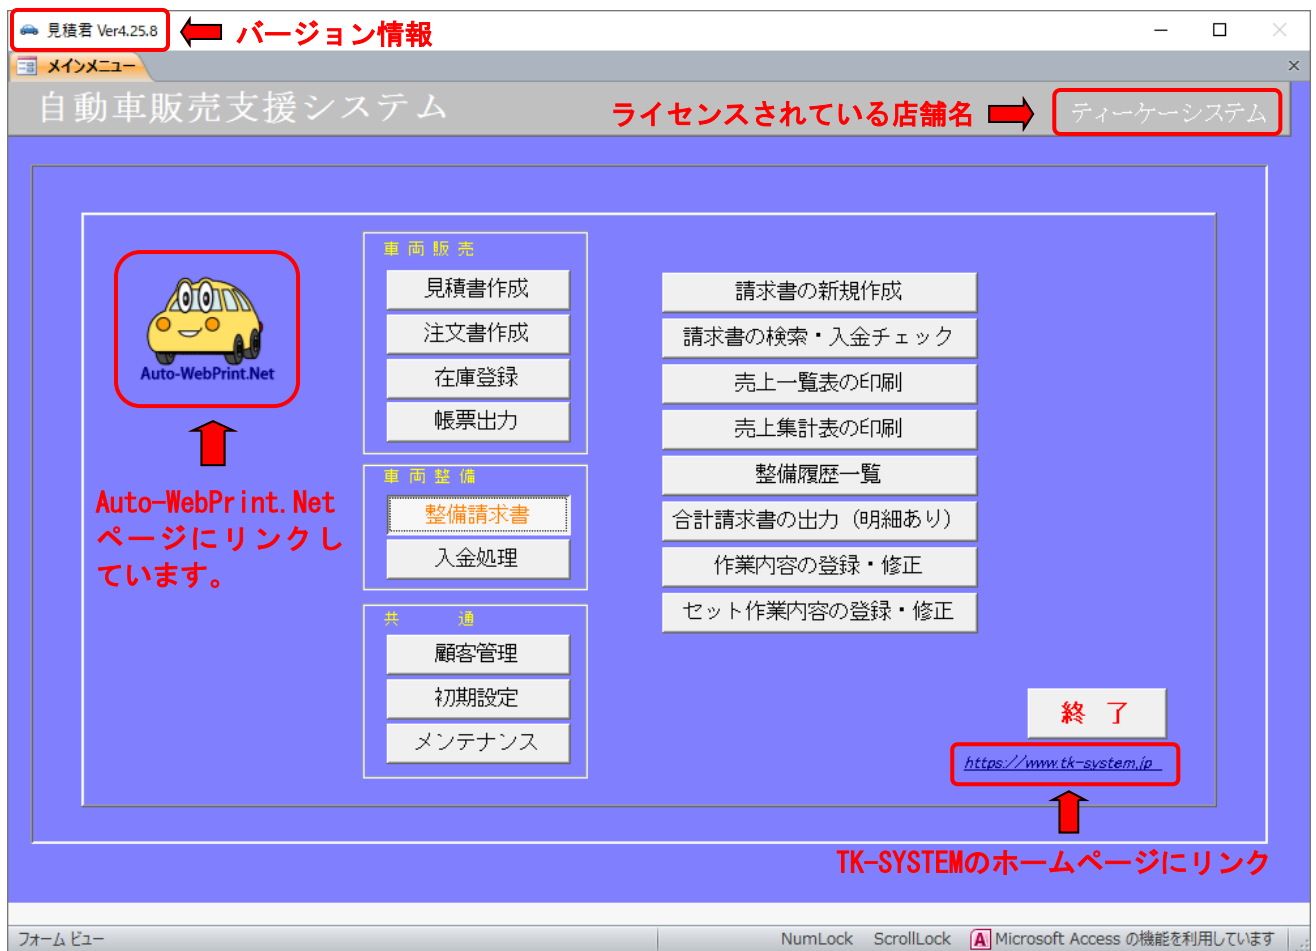 見積君 Ver4.25.8
バージョン情報
メインメニュー
自動車販売支援システム
ライセンスされている店舗名
ティーケーシステム
車両販売
見積書作成
注文書作成
在庫登録
帳票出力
Auto-WebPrint.Net
Auto-WebPrint.Net
ページにリンクし
ています。
車両整備
整備請求書
入金処理
共 通
顧客管理
初期設定
メンテナンス
請求書の新規作成
請求書の検索・入金チェック
売上一覧表の印刷
売上集計表の印刷
整備履歴一覧
合計請求書の出力（明細あり）
作業内容の登録・修正
セット作業内容の登録・修正
終 了
https://www.tk-system.jp
TK-SYSTEMのホームページにリンク
フォーム ビュー
NumLock ScrollLock A Microsoft Access の機能を利用しています